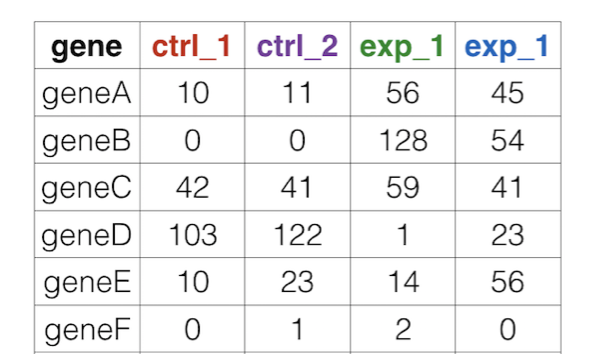 gene ctrl_1 ctrl_2 exp_1 exp_1
geneA 10 11 56 45
geneB 0 0 128 54
geneC 42 41 59 41
geneD 103 122 1 23
geneE 10 23 14 56
geneF 0 1 2 0